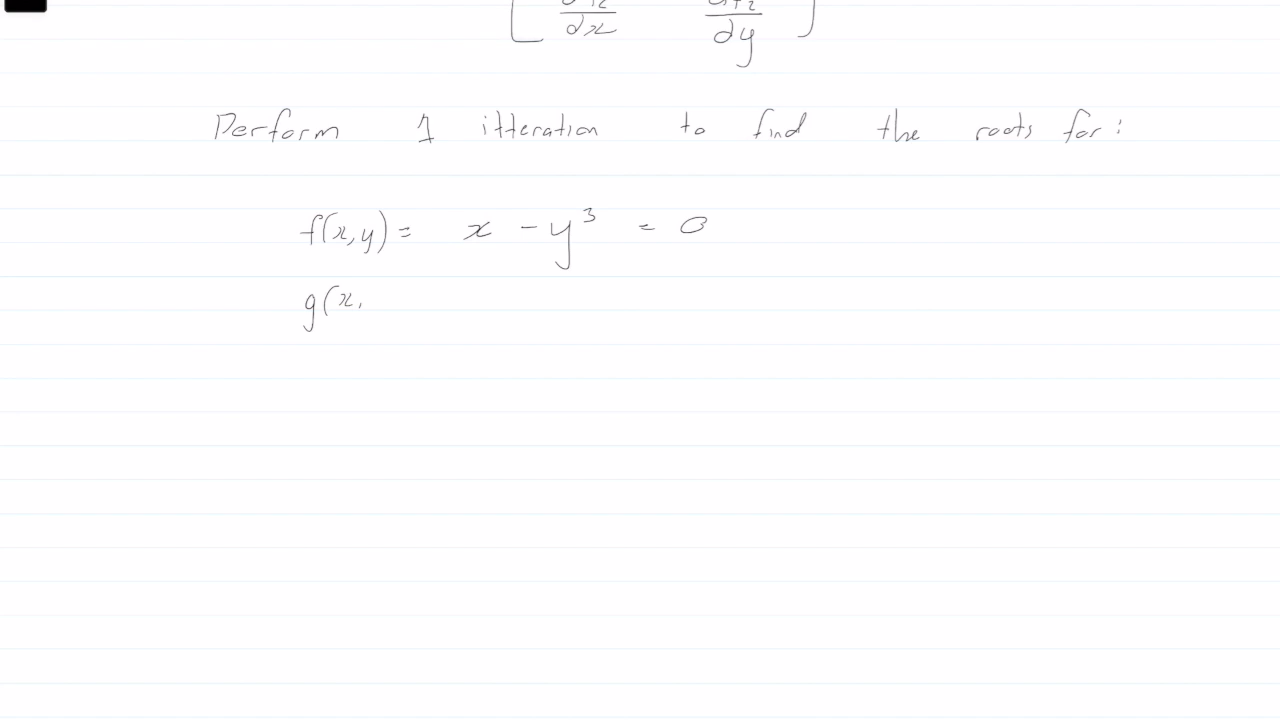 ∂x ∂y
Perform 1 itteration to find the roots for:
f(x,y) = x - y³ = 0
g(x,